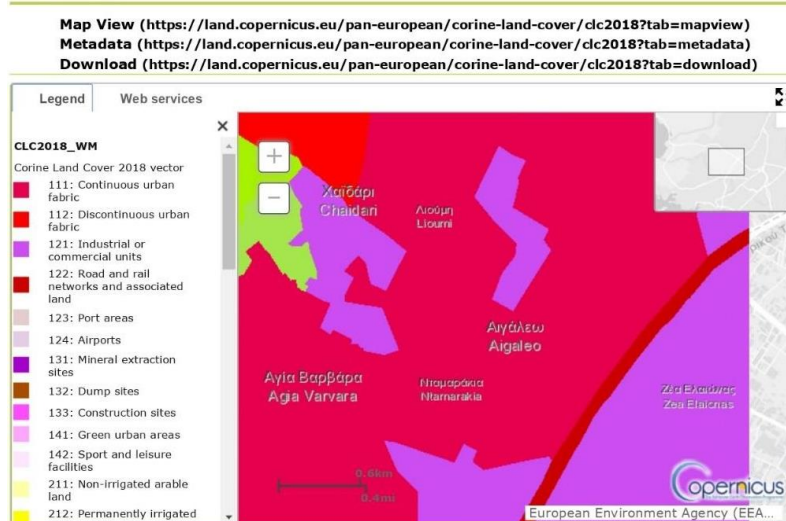 Map View (https://land.copernicus.eu/pan-european/corine-land-cover/clc2018?tab=mapview)
Metadata (https://land.copernicus.eu/pan-european/corine-land-cover/clc2018?tab=metadata)
Download (https://land.copernicus.eu/pan-european/corine-land-cover/clc2018?tab=download)
Legend Web services
CLC2018_WM
Corine Land Cover 2018 vector
111: Continuous urban
fabric
112: Discontinuous urban
fabric
121: Industrial or
commercial units
122: Road and rail
networks and associated
land
123: Port areas
124: Airports
131: Mineral extraction
sites
132: Dump sites
133: Construction sites
141: Green urban areas
142: Sport and leisure
facilities
211: Non-irrigated arable
land
212: Permanently irrigated
Χαϊδάρι
Chaidari
Λιούμη
Lioumi
Αιγάλεω
Aigaleo
Αγία Βαρβάρα
Agia Varvara
Νταμαράκια
Ntamarakia
Ζέα Ελαιώνας
Zea Elaionas
0.6km
0.4mi
opernicus
European Environment Agency (EEA...